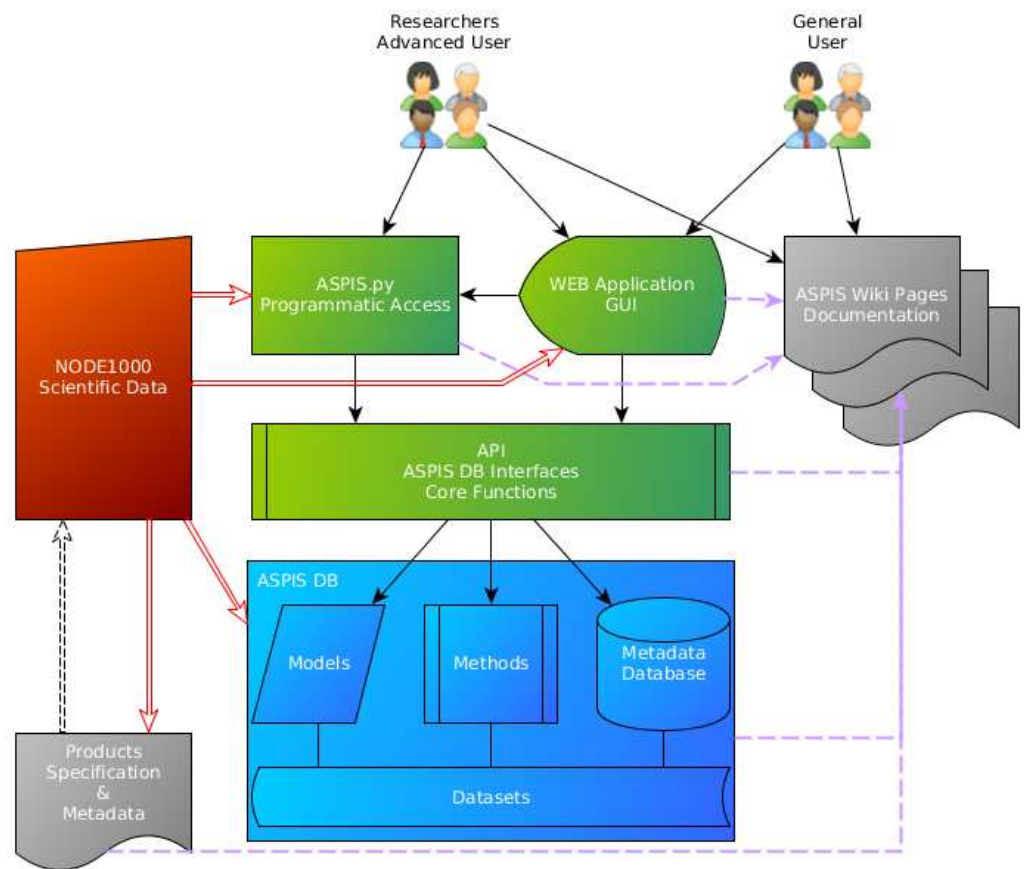 Researchers
Advanced User
General
User
NODE1000
Scientific Data
ASPIS.py
Programmatic Access
WEB Application
GUI
ASPIS Wiki Pages
Documentation
API
ASPIS DB Interfaces
Core Functions
ASPIS DB
Models
Methods
Metadata
Database
Datasets
Products
Specification
&
Metadata